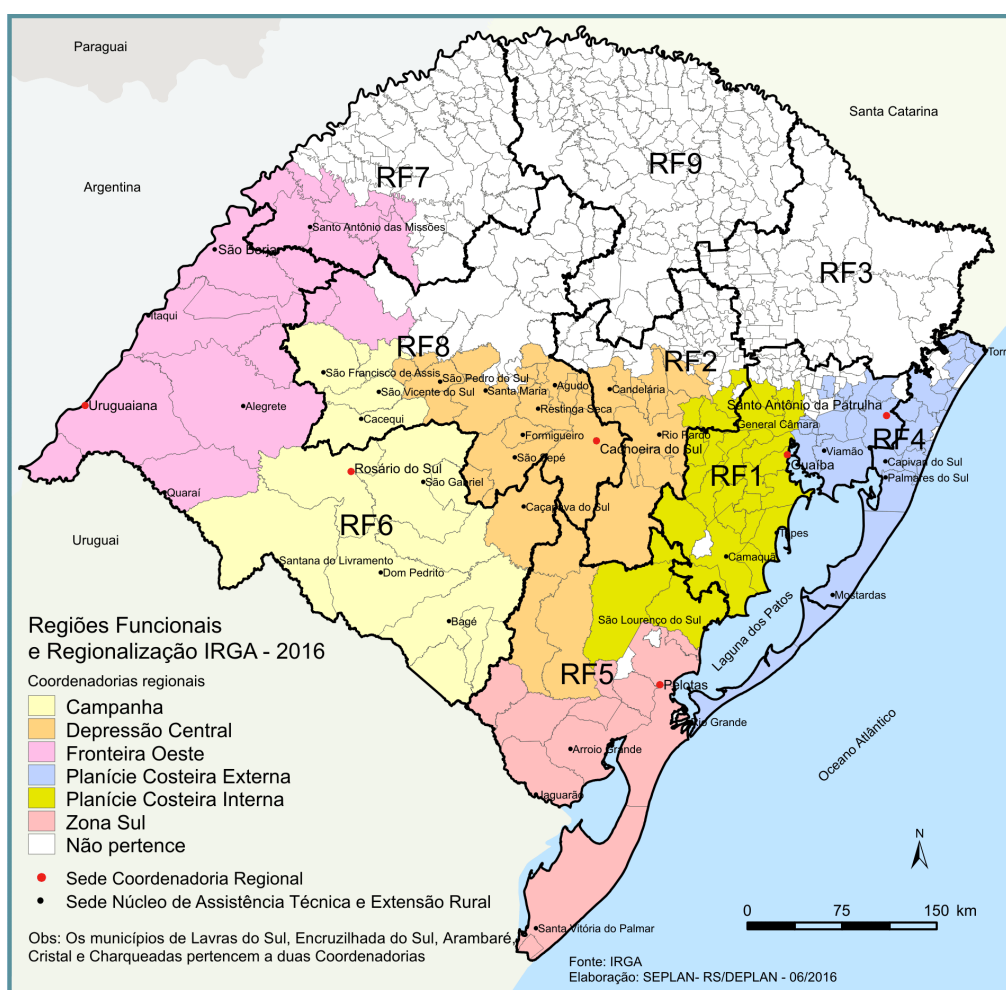 Paraguai
Santa Catarina
Argentina
RF7
RF9
Santo Antônio das Missões
São Borja
RF3
Itaqui
RF8
RF2
Torr
São Francisco de Assis
São Pedro do Sul
Agudo
Candelária
São Vicente do Sul
Santa Maria
Uruguaiana
Alegrete
Restinga Seca
Santo Antônio da Patrulha
Cacequi
General Câmara
Formigueiro
Rio Pardo
RF4
Cachoeira do Sul
Viamão
São Sepé
Guaíba
Capivari do Sul
Rosário do Sul
RF1
Palmares do Sul
São Gabriel
Quaraí
Caçapava do Sul
RF6
Uruguai
Tapes
Santana do Livramento
Camaquã
Dom Pedrito
Mostardas
Bagé
São Lourenço do Sul
Laguna dos Patos
RF5
Pelotas
Rio Grande
Arroio Grande
Oceano Atlântico
Jaguarão
Santa Vitória do Palmar
Regiões Funcionais
e Regionalização IRGA - 2016
Coordenadorias regionais
Campanha
Depressão Central
Fronteira Oeste
Planície Costeira Externa
Planície Costeira Interna
Zona Sul
Não pertence
Sede Coordenadoria Regional
Sede Núcleo de Assistência Técnica e Extensão Rural
Obs: Os municípios de Lavras do Sul, Encruzilhada do Sul, Arambaré,
Cristal e Charqueadas pertencem a duas Coordenadorias
N
0 75 150 km
Fonte: IRGA
Elaboração: SEPLAN- RS/DEPLAN - 06/2016